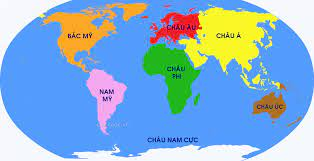 BẮC MỸ
CHÂU ÂU
CHÂU Á
CHÂU
PHI
NAM
MỸ
CHÂU ÚC
CHÂU NAM CỰC